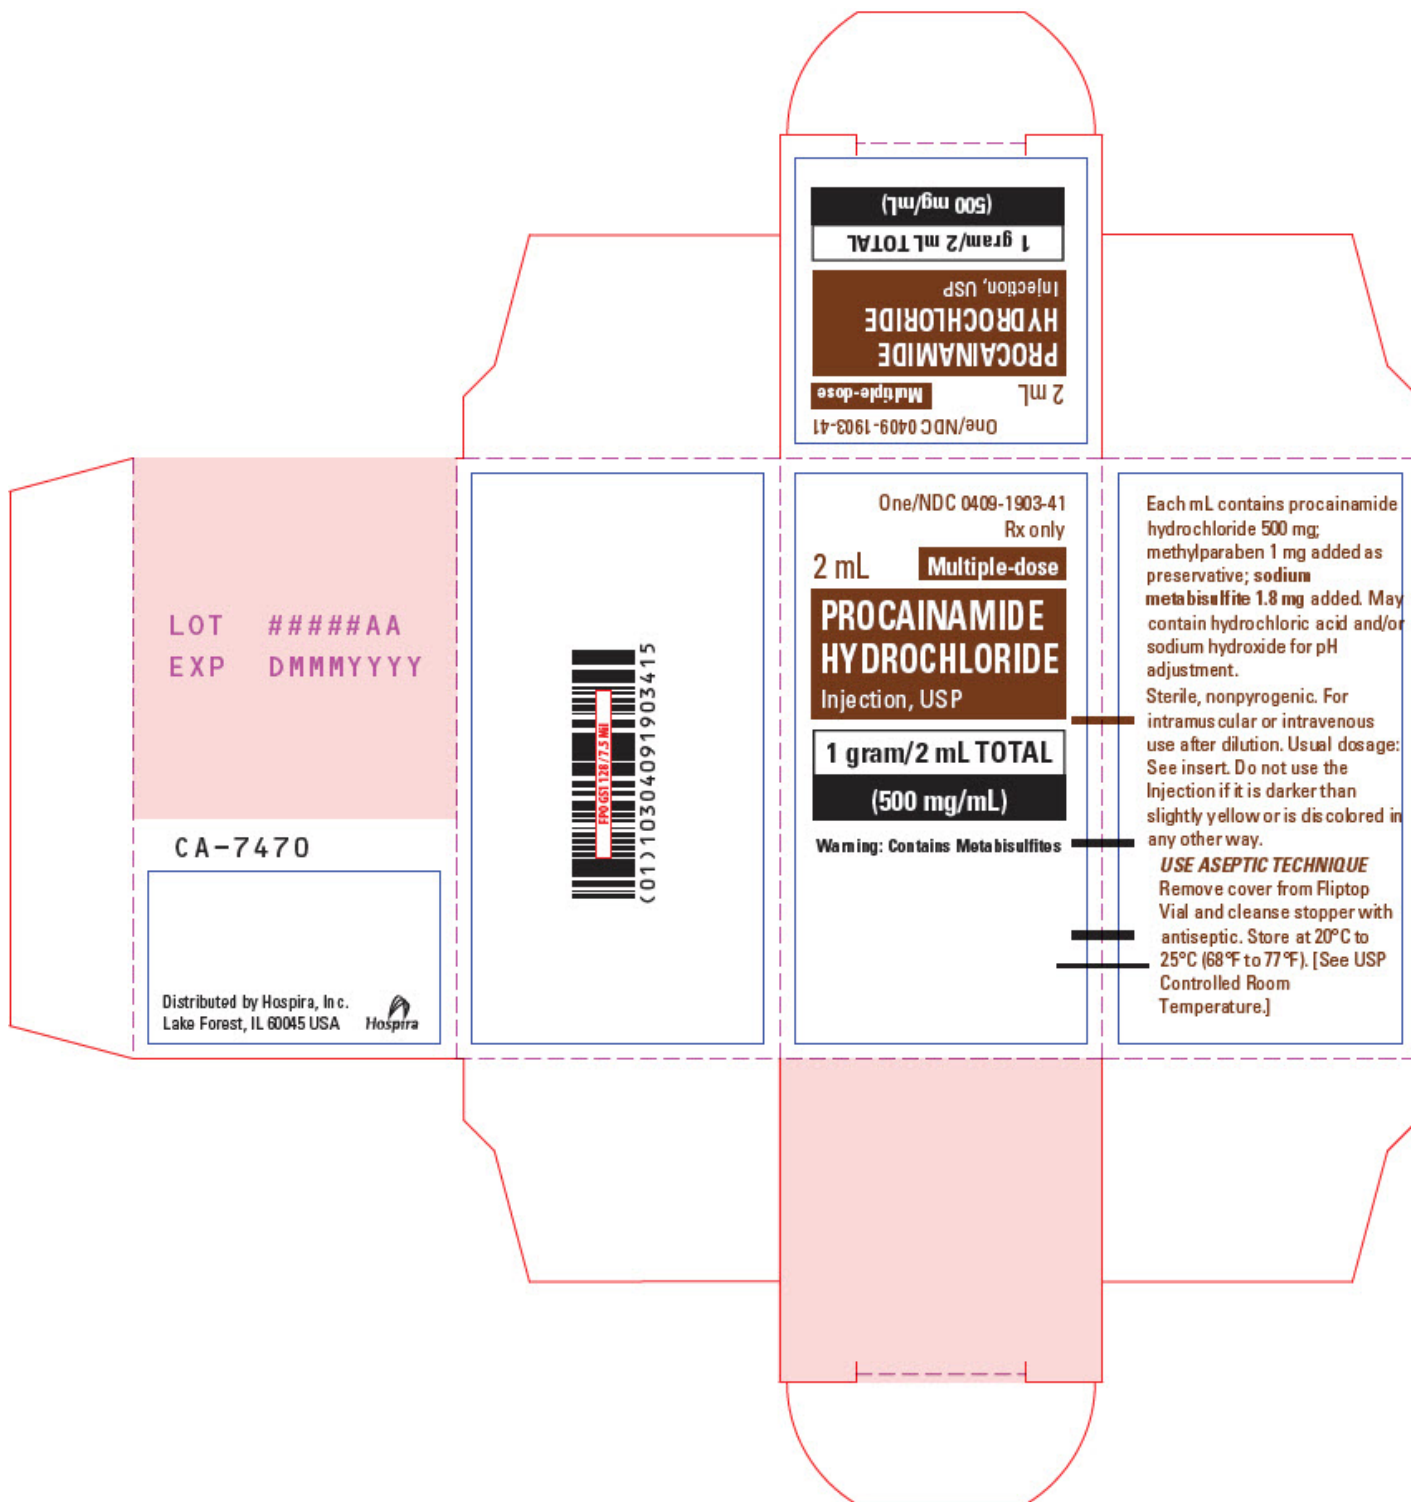 (500 mg/mL)
1 gram/2 mL TOTAL
Injection, USP
HYDROCHLORIDE
PROCAINAMIDE
2 mL
Multiple-dose
One/NDC 0409-1903-41
LOT #####AA
EXP DMMMYYYY
CA-7470
Distributed by Hospira, Inc.
Lake Forest, IL 60045 USA
Hospira
FPO GS1 128/7.5 Mil
(01)10304091903415
One/NDC 0409-1903-41
Rx only
2 mL
Multiple-dose
PROCAINAMIDE
HYDROCHLORIDE
Injection, USP
1 gram/2 mL TOTAL
(500 mg/mL)
Warning: Contains Metabisulfites
Each mL contains procainamide
hydrochloride 500 mg;
methylparaben 1 mg added as
preservative; sodium
metabisulfite 1.8 mg added. May
contain hydrochloric acid and/or
sodium hydroxide for pH
adjustment.
Sterile, nonpyrogenic. For
intramuscular or intravenous
use after dilution. Usual dosage:
See insert. Do not use the
Injection if it is darker than
slightly yellow or is discolored in
any other way.
USE ASEPTIC TECHNIQUE
Remove cover from Fliptop
Vial and cleanse stopper with
antiseptic. Store at 20°C to
25°C (68°F to 77°F). [See USP
Controlled Room
Temperature.]